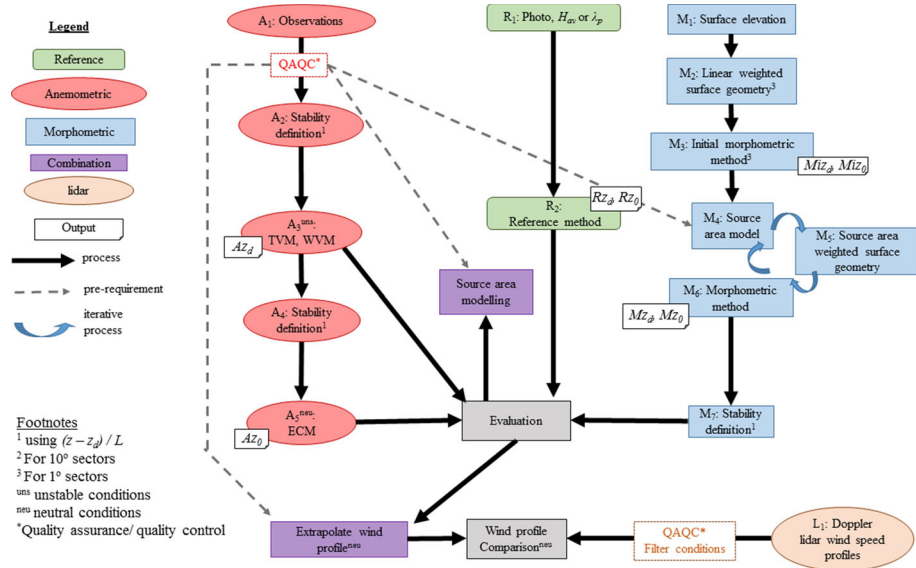 Legend
Reference
Anemometric
Morphometric
Combination
lidar
Output
process
pre-requirement
iterative
process
Footnotes
1 using (z – zd) / L
2 For 10° sectors
3 For 1° sectors
uns unstable conditions
neu neutral conditions
*Quality assurance/ quality control
A1: Observations
QAQC*
A2: Stability
definition1
A3uns:
TVM, WVM
Azd
A4: Stability
definition1
A5neu:
ECM
Az0
R1: Photo, Hav or λp
R2:
Reference method
Rzd, Rz0
Source area
modelling
Evaluation
M1: Surface elevation
M2: Linear weighted
surface geometry3
M3: Initial morphometric
method3
Mizd, Miz0
M4: Source
area model
M5: Source area
weighted surface
geometry
M6: Morphometric
method
Mzd, Mz0
M7: Stability
definition1
Extrapolate wind
profileneu
Wind profile
Comparisonneu
QAQC*
Filter conditions
L1: Doppler
lidar wind speed
profiles